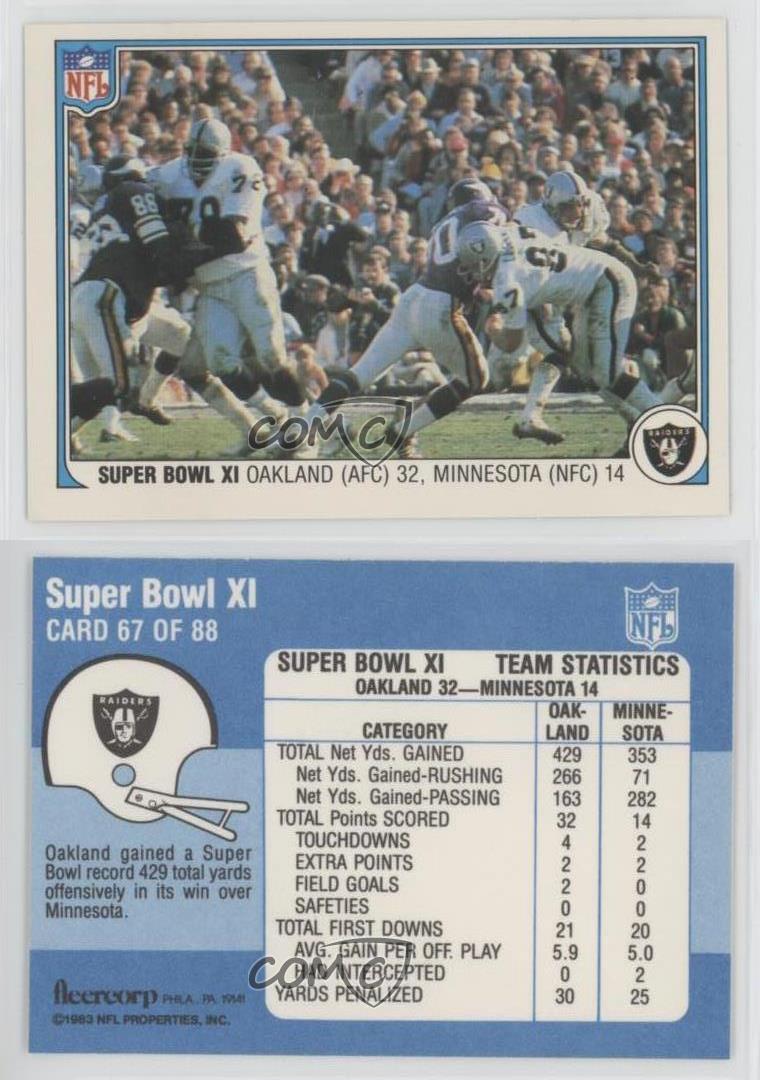 NFL
88
78
RAIDERS
COMC
SUPER BOWL XI OAKLAND (AFC) 32, MINNESOTA (NFC) 14
Super Bowl XI
CARD 67 OF 88
NFL
RAIDERS
Oakland gained a Super
Bowl record 429 total yards
offensively in its win over
Minnesota.
SUPER BOWL XI TEAM STATISTICS
OAKLAND 32—MINNESOTA 14
CATEGORY OAK-LAND MINNE-SOTA
TOTAL Net Yds. GAINED 429 353
Net Yds. Gained-RUSHING 266 71
Net Yds. Gained-PASSING 163 282
TOTAL Points SCORED 32 14
TOUCHDOWNS 4 2
EXTRA POINTS 2 2
FIELD GOALS 2 0
SAFETIES 0 0
TOTAL FIRST DOWNS 21 20
AVG. GAIN PER OFF. PLAY 5.9 5.0
HAD INTERCEPTED 0 2
YARDS PENALIZED 30 25
COMC
fleercorp PHILA., PA. 19141
©1983 NFL PROPERTIES, INC.